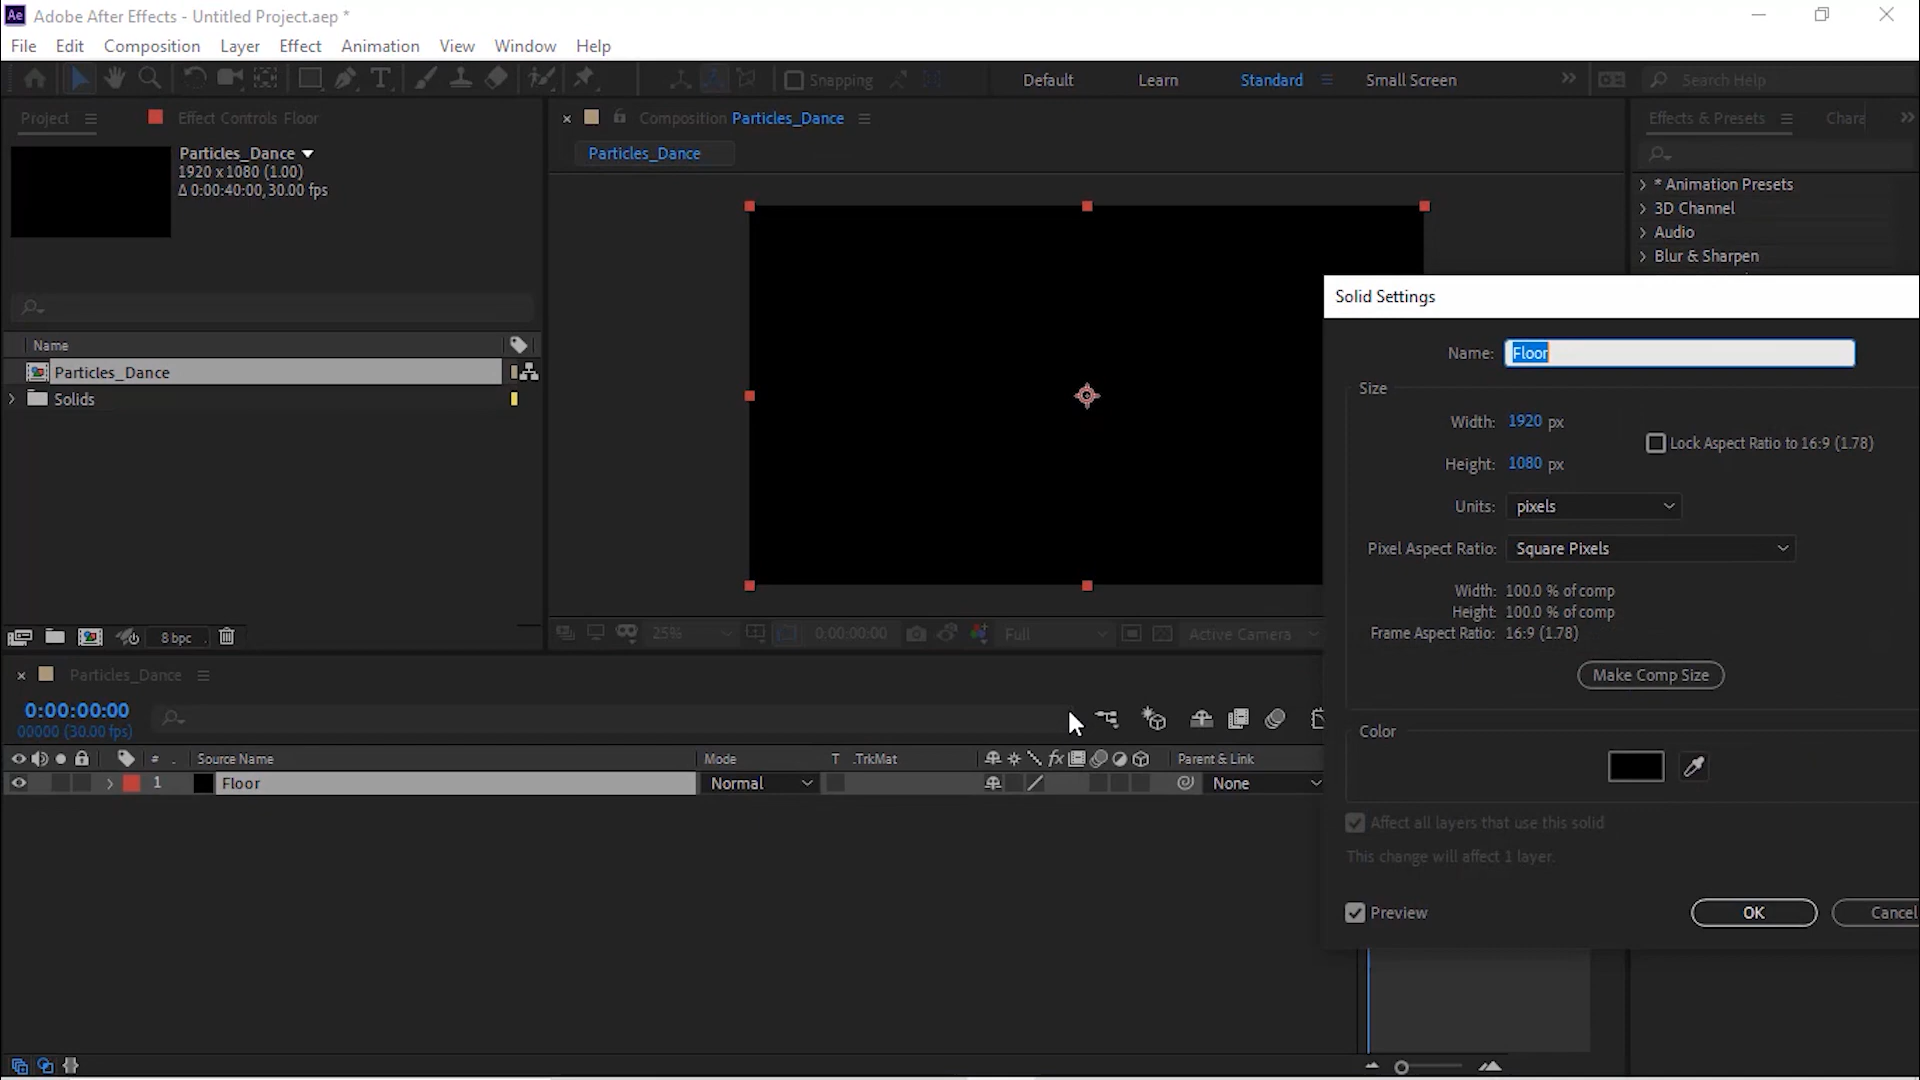 Ae Adobe After Effects - Untitled Project.aep *
File Edit Composition Layer Effect Animation View Window Help
Snapping Default Learn Standard Small Screen Search Help
Project Effect Controls Floor
Composition Particles_Dance
Effects & Presets Chara
Particles_Dance
1920 x 1080 (1.00)
Δ 0:00:40:00, 30.00 fps
Particles_Dance
* Animation Presets
3D Channel
Audio
Blur & Sharpen
Name
Particles_Dance
Solids
8 bpc
25% 0:00:00:00 Full Active Camera
Solid Settings
Name: Floor
Size
Width: 1920 px
Lock Aspect Ratio to 16:9 (1.78)
Height: 1080 px
Units: pixels
Pixel Aspect Ratio: Square Pixels
Width: 100.0 % of comp
Height: 100.0 % of comp
Frame Aspect Ratio: 16:9 (1.78)
Make Comp Size
Color
Affect all layers that use this solid
This change will affect 1 layer.
Preview OK Cancel
Particles_Dance
0:00:00:00
00000 (30.00 fps)
# . Source Name Mode T .TrkMat fx Parent & Link
1 Floor Normal None